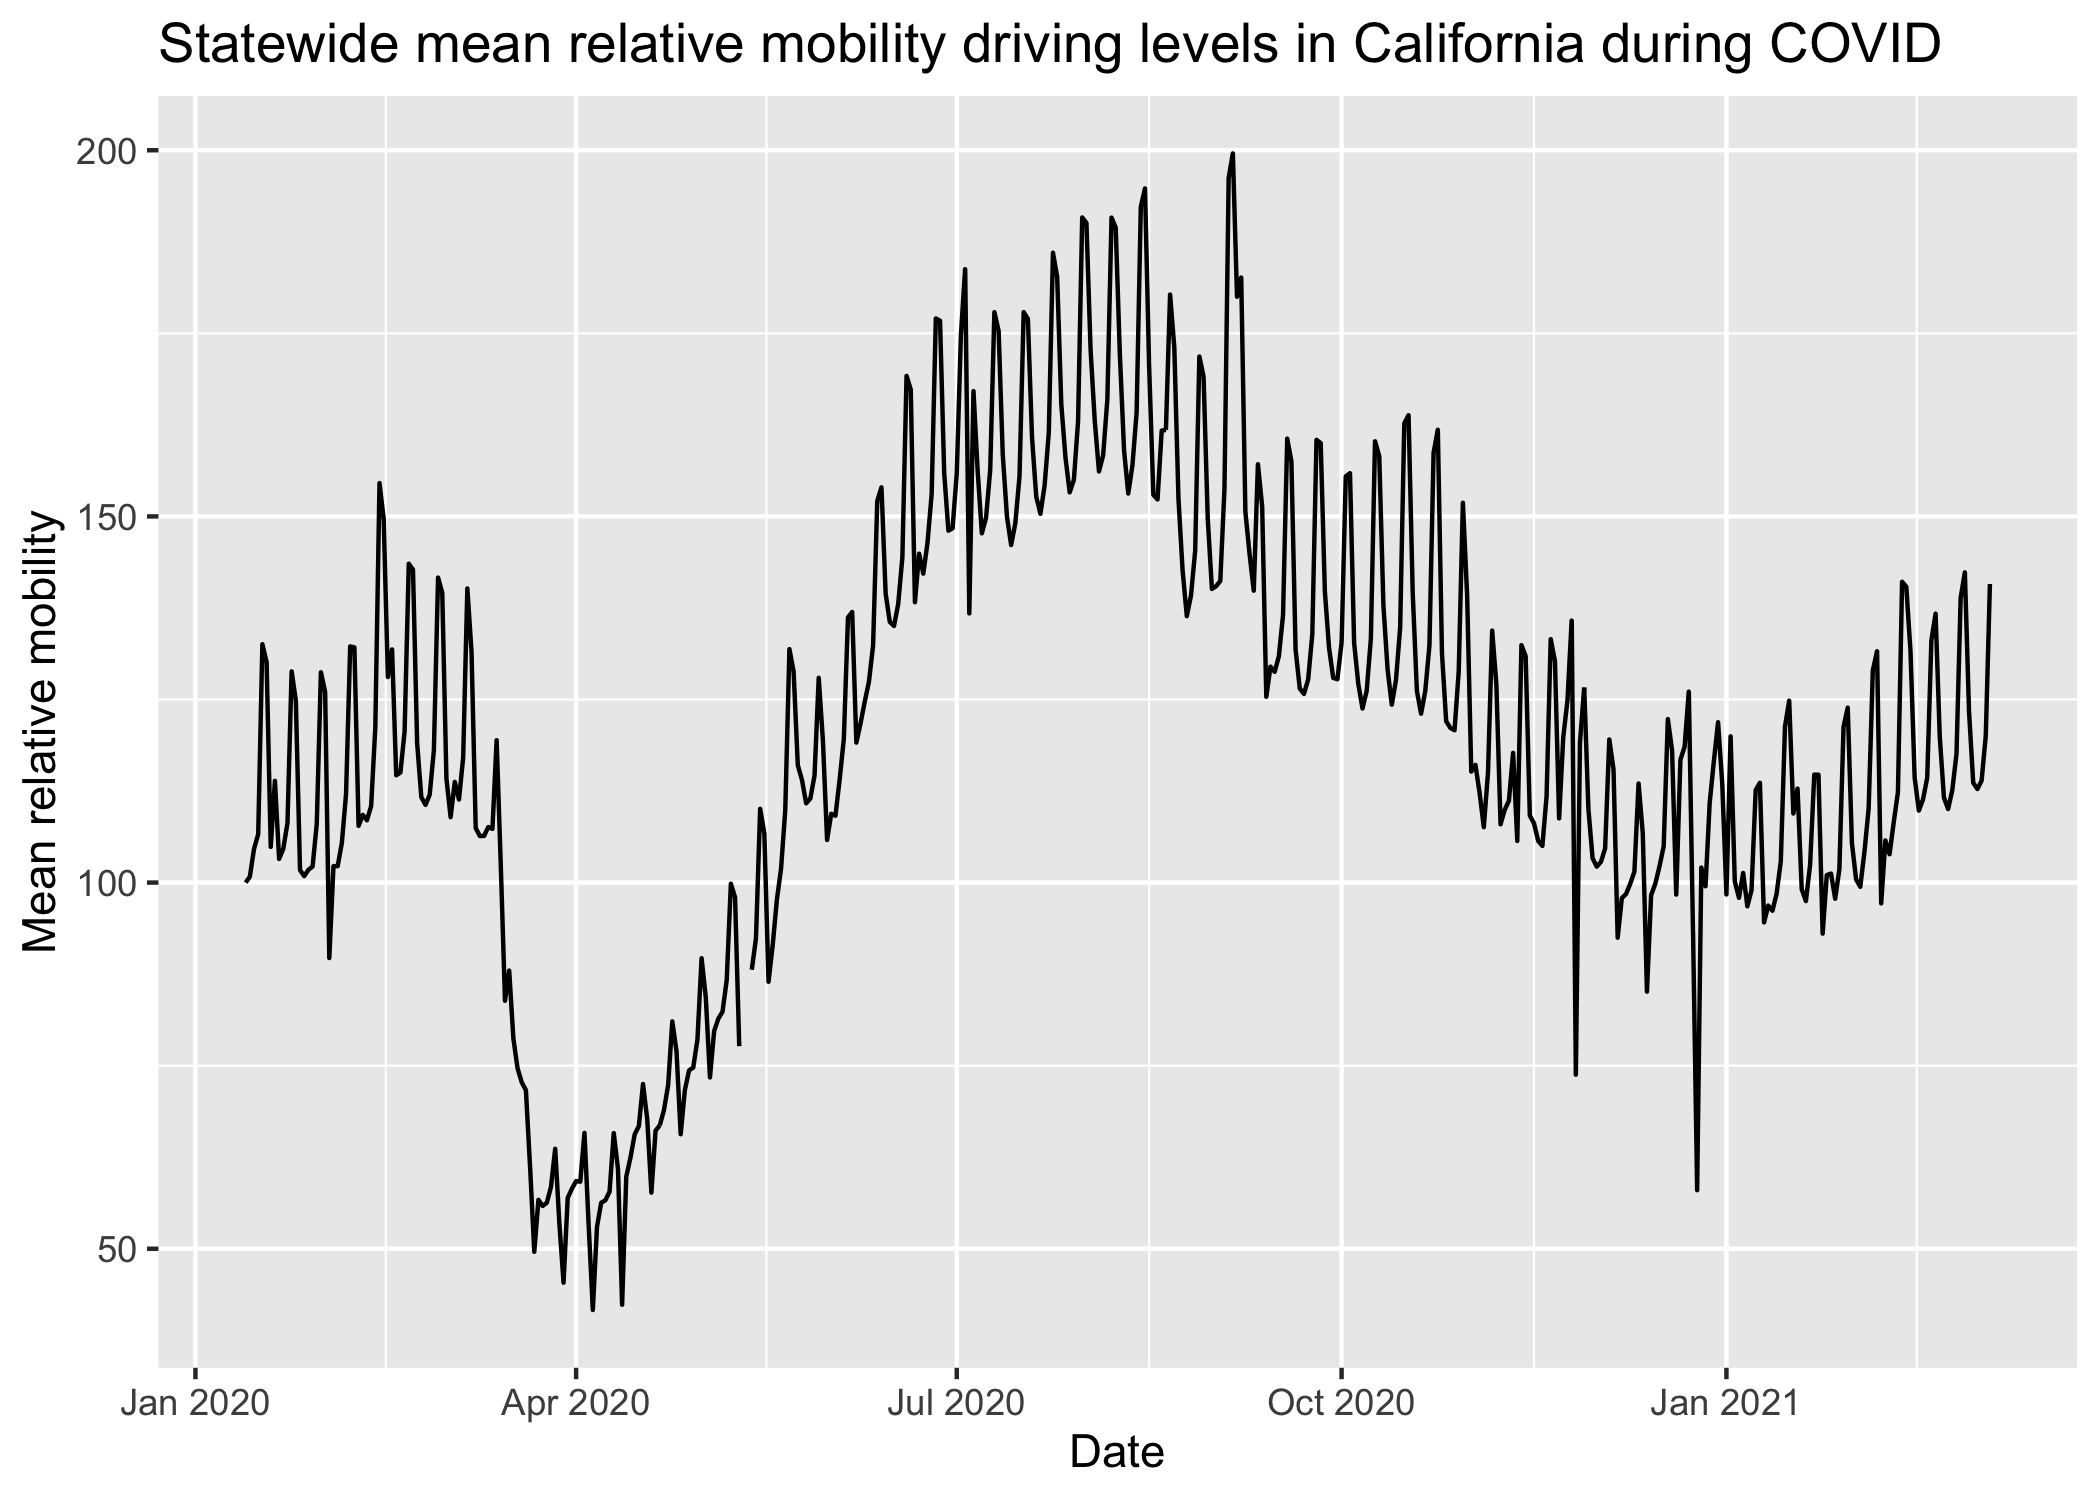 Statewide mean relative mobility driving levels in California during COVID
Mean relative mobility
200
150
100
50
Jan 2020
Apr 2020
Jul 2020
Oct 2020
Jan 2021
Date